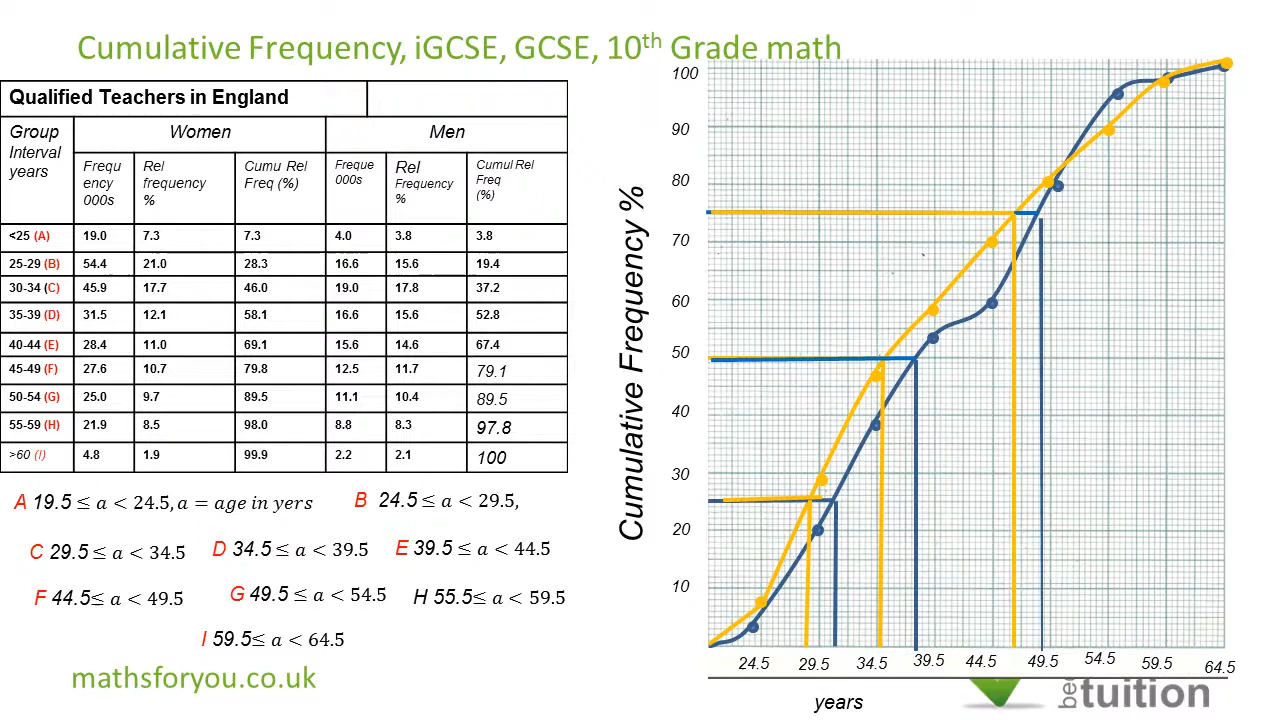 Cumulative Frequency, iGCSE, GCSE, 10th Grade math
Qualified Teachers in England
Group Interval years Women Men
Frequ ency 000s Rel frequency % Cumu Rel Freq (%) Freque 000s Rel Frequency % Cumul Rel Freq (%)
<25 (A) 19.0 7.3 7.3 4.0 3.8 3.8
25-29 (B) 54.4 21.0 28.3 16.6 15.6 19.4
30-34 (C) 45.9 17.7 46.0 19.0 17.8 37.2
35-39 (D) 31.5 12.1 58.1 16.6 15.6 52.8
40-44 (E) 28.4 11.0 69.1 15.6 14.6 67.4
45-49 (F) 27.6 10.7 79.8 12.5 11.7 79.1
50-54 (G) 25.0 9.7 89.5 11.1 10.4 89.5
55-59 (H) 21.9 8.5 98.0 8.8 8.3 97.8
>60 (I) 4.8 1.9 99.9 2.2 2.1 100
A 19.5 ≤ a < 24.5, a = age in yers B 24.5 ≤ a < 29.5,
C 29.5 ≤ a < 34.5 D 34.5 ≤ a < 39.5 E 39.5 ≤ a < 44.5
F 44.5≤ a < 49.5 G 49.5 ≤ a < 54.5 H 55.5≤ a < 59.5
I 59.5≤ a < 64.5
mathsforyou.co.uk
Cumulative Frequency %
100
90
80
70
60
50
40
30
20
10
24.5 29.5 34.5 39.5 44.5 49.5 54.5 59.5 64.5
years
be
tuition